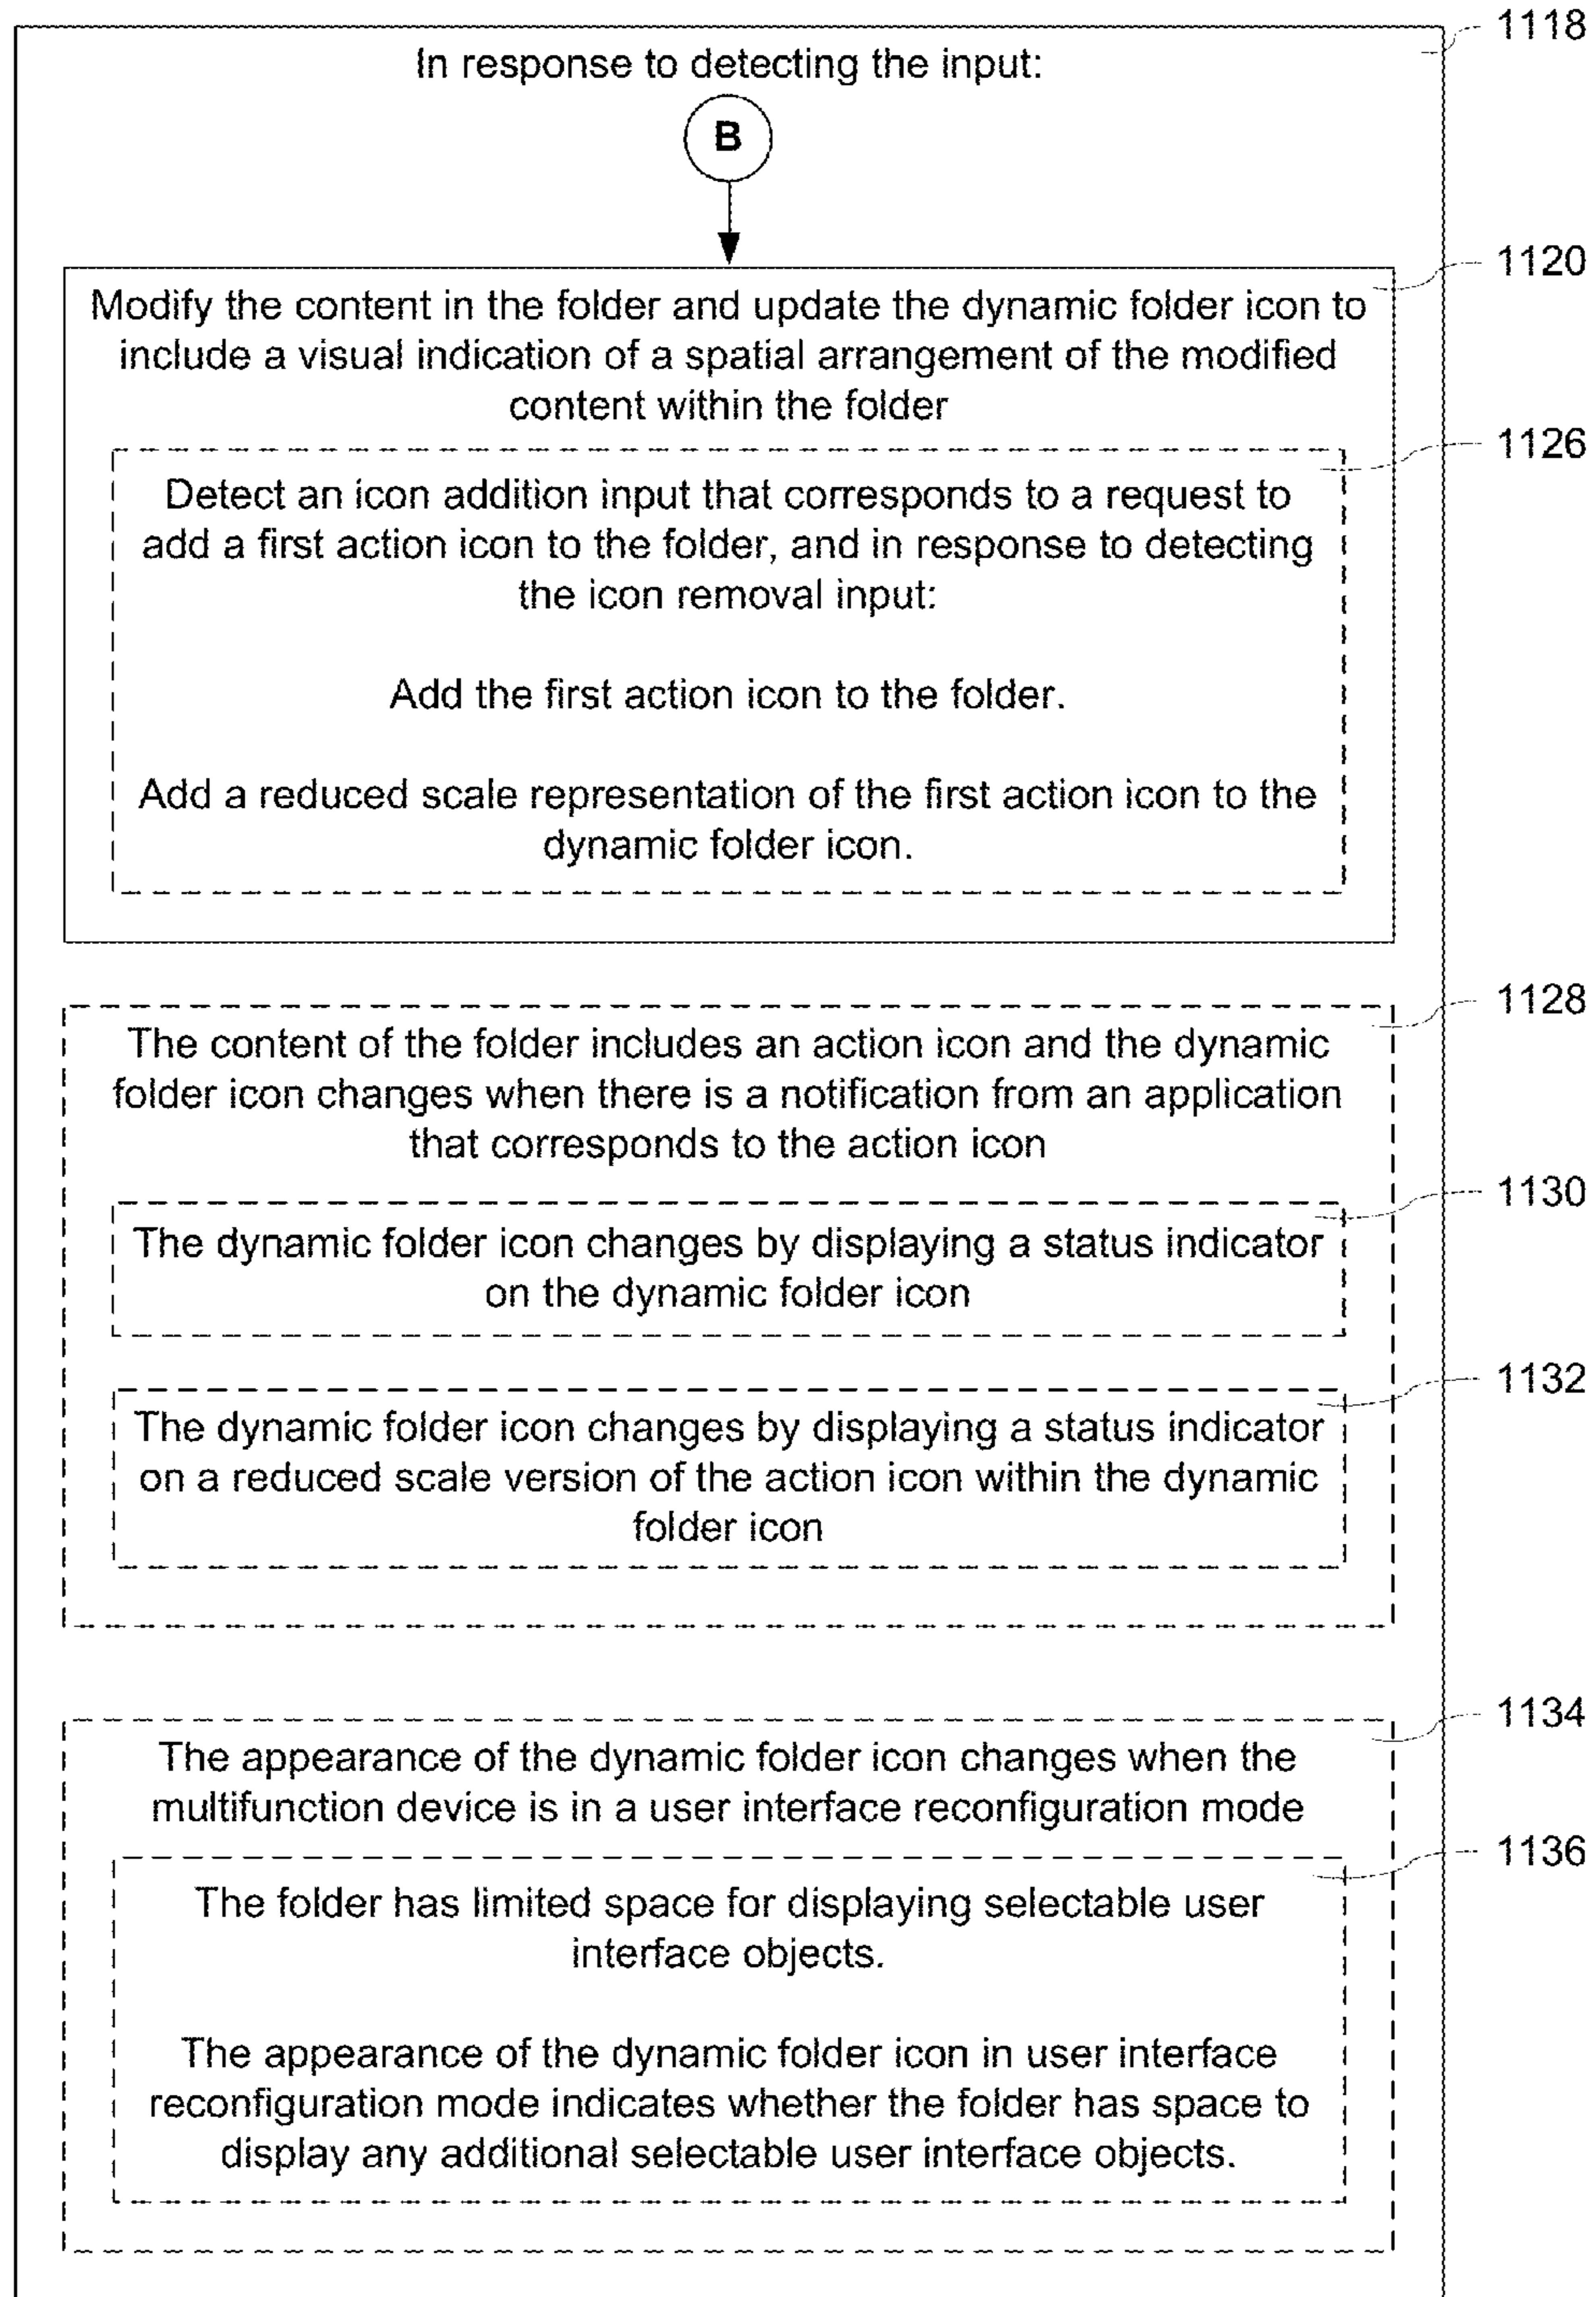 1118
In response to detecting the input:
B
1120
Modify the content in the folder and update the dynamic folder icon to
include a visual indication of a spatial arrangement of the modified
content within the folder
1126
Detect an icon addition input that corresponds to a request to
add a first action icon to the folder, and in response to detecting
the icon removal input:
Add the first action icon to the folder.
Add a reduced scale representation of the first action icon to the
dynamic folder icon.
1128
The content of the folder includes an action icon and the dynamic
folder icon changes when there is a notification from an application
that corresponds to the action icon
1130
The dynamic folder icon changes by displaying a status indicator
on the dynamic folder icon
1132
The dynamic folder icon changes by displaying a status indicator
on a reduced scale version of the action icon within the dynamic
folder icon
1134
The appearance of the dynamic folder icon changes when the
multifunction device is in a user interface reconfiguration mode
1136
The folder has limited space for displaying selectable user
interface objects.
The appearance of the dynamic folder icon in user interface
reconfiguration mode indicates whether the folder has space to
display any additional selectable user interface objects.